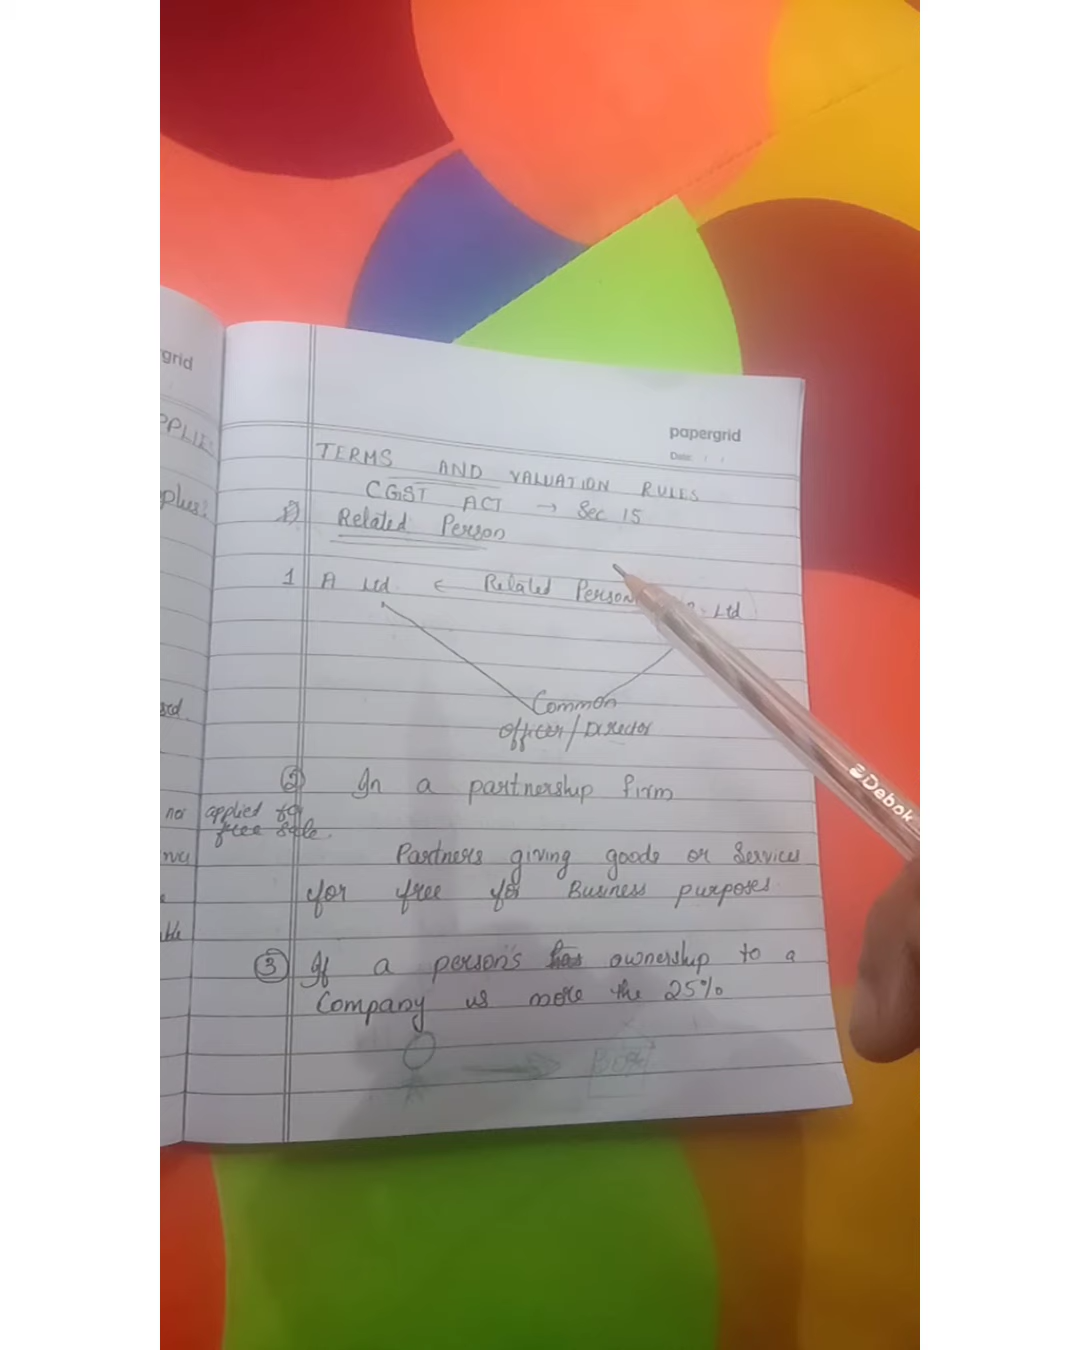 grid
papergrid
Date: / /
TERMS AND VALUATION RULES
CGST ACT → Sec 15
Related Person
1 A Ltd. ← Related Person Ltd
Common
Officer/Director
② In a partnership firm
nor applied for
free sale.
Partners giving goods or Services
for free for Business purposes.
③ If a person's has ownership to a
Company is more the 25%
Debok